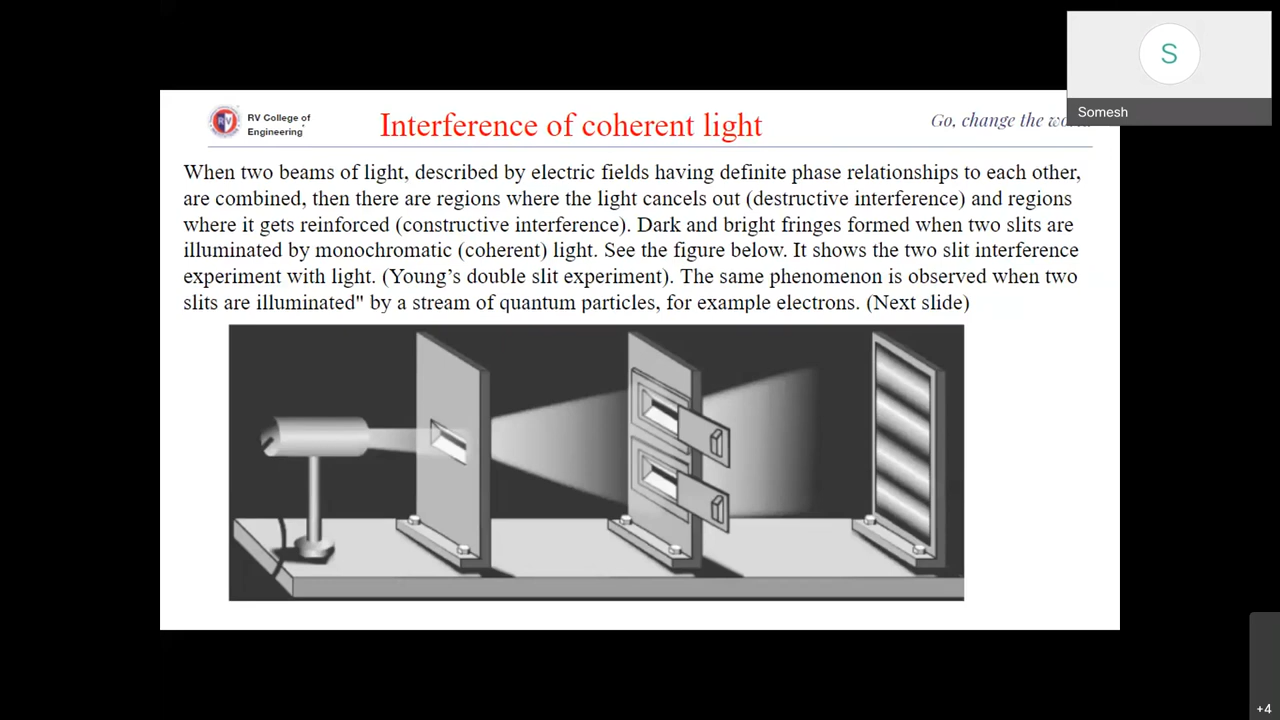 S
Somesh
RV College of
Engineering
Interference of coherent light
Go, change the
When two beams of light, described by electric fields having definite phase relationships to each other,
are combined, then there are regions where the light cancels out (destructive interference) and regions
where it gets reinforced (constructive interference). Dark and bright fringes formed when two slits are
illuminated by monochromatic (coherent) light. See the figure below. It shows the two slit interference
experiment with light. (Young’s double slit experiment). The same phenomenon is observed when two
slits are illuminated" by a stream of quantum particles, for example electrons. (Next slide)
+4